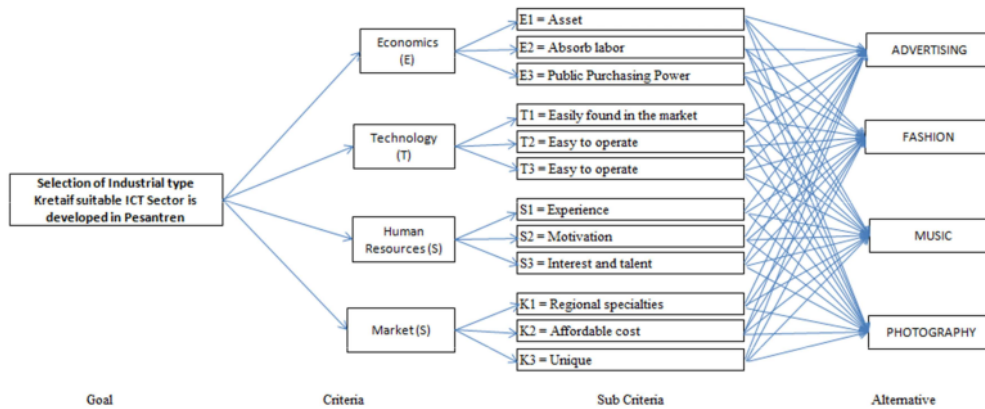 Selection of Industrial type
Kretaif suitable ICT Sector is
developed in Pesantren
Economics
(E)
Technology
(T)
Human
Resources (S)
Market (S)
E1 = Asset
E2 = Absorb labor
E3 = Public Purchasing Power
T1 = Easily found in the market
T2 = Easy to operate
T3 = Easy to operate
S1 = Experience
S2 = Motivation
S3 = Interest and talent
K1 = Regional specialties
K2 = Affordable cost
K3 = Unique
ADVERTISING
FASHION
MUSIC
PHOTOGRAPHY
Goal
Criteria
Sub Criteria
Alternative